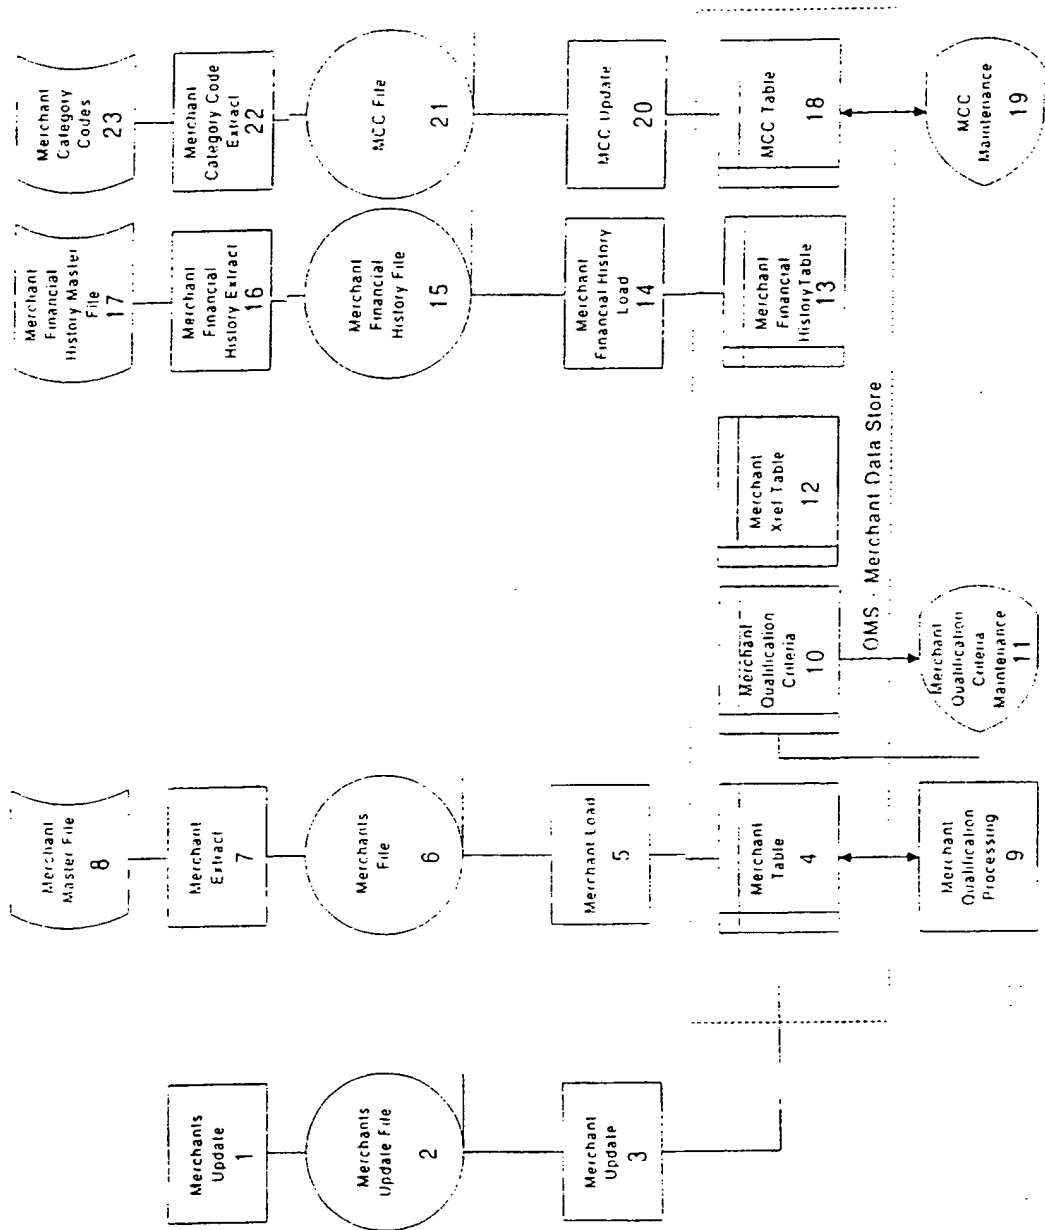 Merchants
Update
1
Merchants
Update File
2
Merchant
Update
3
Merchant
Master File
8
Merchant
Extract
7
Merchants
File
6
Merchant Load
5
Merchant
Table
4
Merchant
Qualification
Processing
9
Merchant
Qualification
Criteria
10
Merchant
Qualification
Criteria
Maintenance
11
Merchant
Xref Table
12
OMS - Merchant Data Store
Merchant
Financial
History Master
File
17
Merchant
Financial
History Extract
16
Merchant
Financial
History File
15
Merchant
Financial History
Load
14
Merchant
Financial
History Table
13
Merchant
Category
Codes
23
Merchant
Category Code
Extract
22
MCC File
21
MCC Update
20
MCC Table
18
MCC
Maintenance
19